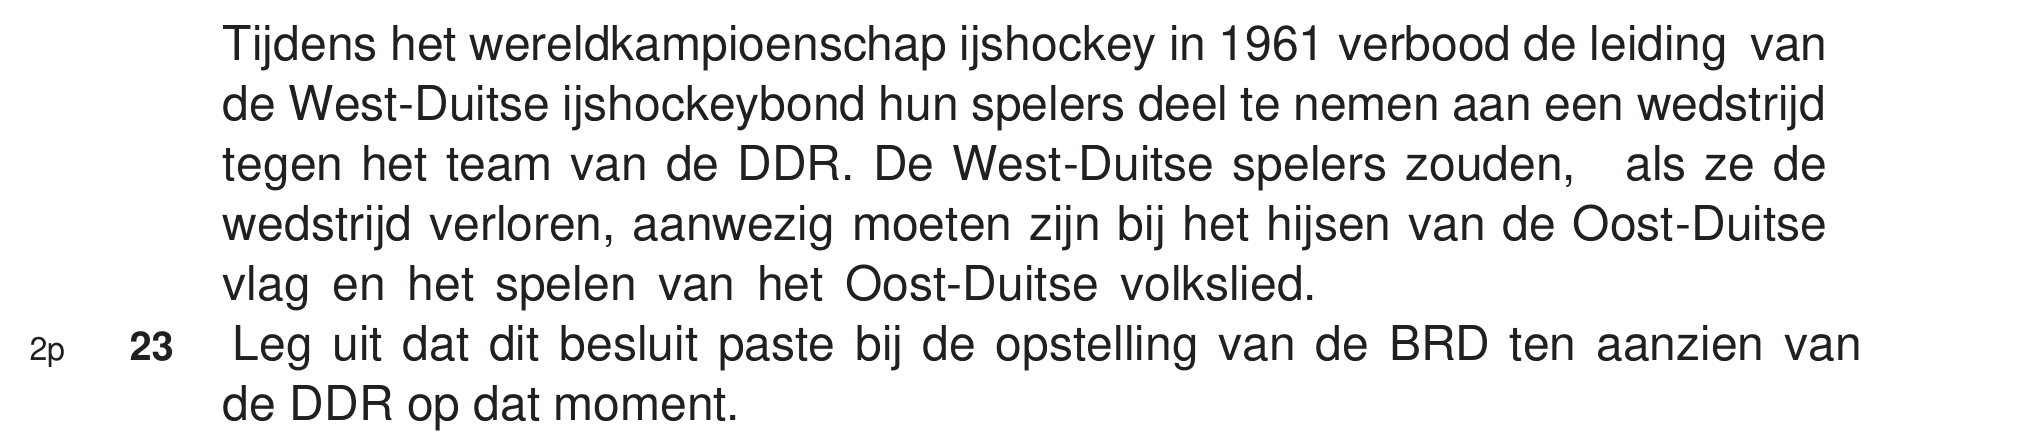 Tijdens het wereldkampioenschap ijshockey in 1961 verbood de leiding van
de West-Duitse ijshockeybond hun spelers deel te nemen aan een wedstrijd
tegen het team van de DDR. De West-Duitse spelers zouden, als ze de
wedstrijd verloren, aanwezig moeten zijn bij het hijsen van de Oost-Duitse
vlag en het spelen van het Oost-Duitse volkslied.
2p 23 Leg uit dat dit besluit paste bij de opstelling van de BRD ten aanzien van
de DDR op dat moment.